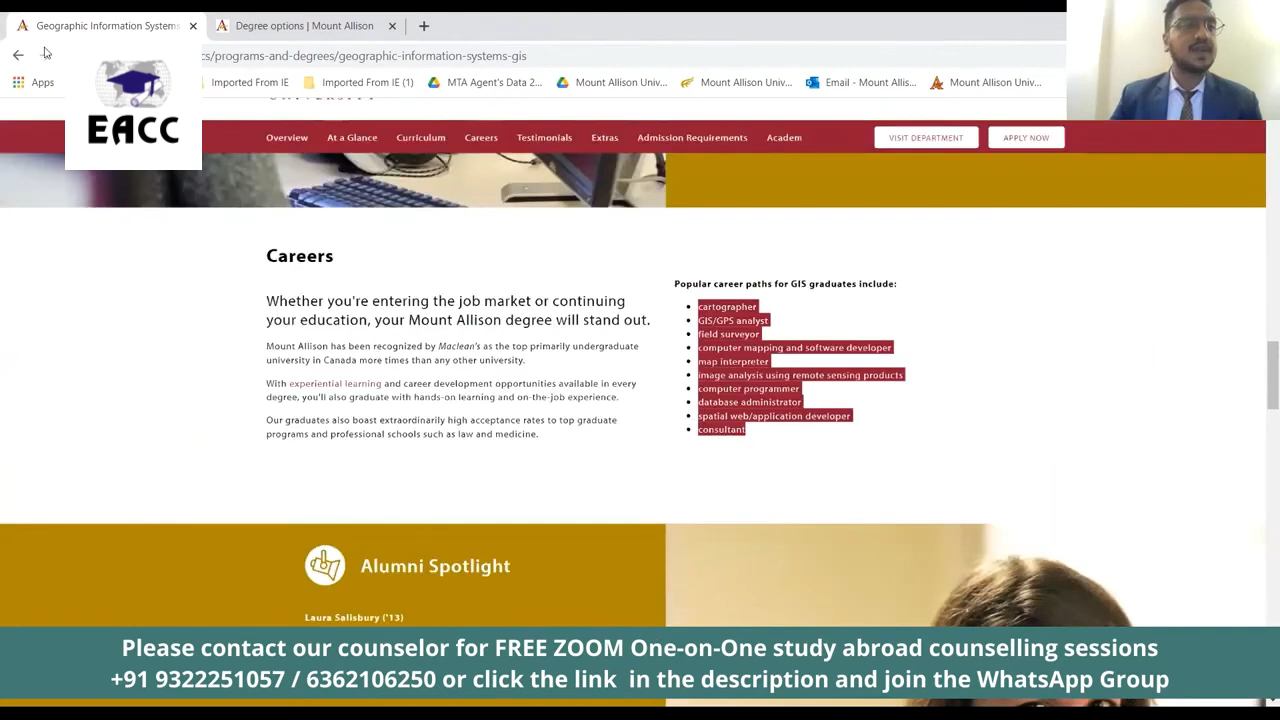 Geographic Information Systems
Degree options | Mount Allison
s/programs-and-degrees/geographic-information-systems-gis
Apps
Imported From IE
Imported From IE (1)
MTA Agent's Data 2...
Mount Allison Univ...
Mount Allison Univ...
Email - Mount Allis...
Mount Allison Univ...
EACC
UNIVERSITY
Overview
At a Glance
Curriculum
Careers
Testimonials
Extras
Admission Requirements
Academ
VISIT DEPARTMENT
APPLY NOW
Careers
Whether you're entering the job market or continuing
your education, your Mount Allison degree will stand out.
Mount Allison has been recognized by Maclean's as the top primarily undergraduate
university in Canada more times than any other university.
With experiential learning and career development opportunities available in every
degree, you'll also graduate with hands-on learning and on-the-job experience.
Our graduates also boast extraordinarily high acceptance rates to top graduate
programs and professional schools such as law and medicine.
Popular career paths for GIS graduates include:
cartographer
GIS/GPS analyst
field surveyor
computer mapping and software developer
map interpreter
image analysis using remote sensing products
computer programmer
database administrator
spatial web/application developer
consultant
Alumni Spotlight
Laura Salisbury ('13)
Please contact our counselor for FREE ZOOM One-on-One study abroad counselling sessions
+91 9322251057 / 6362106250 or click the link in the description and join the WhatsApp Group